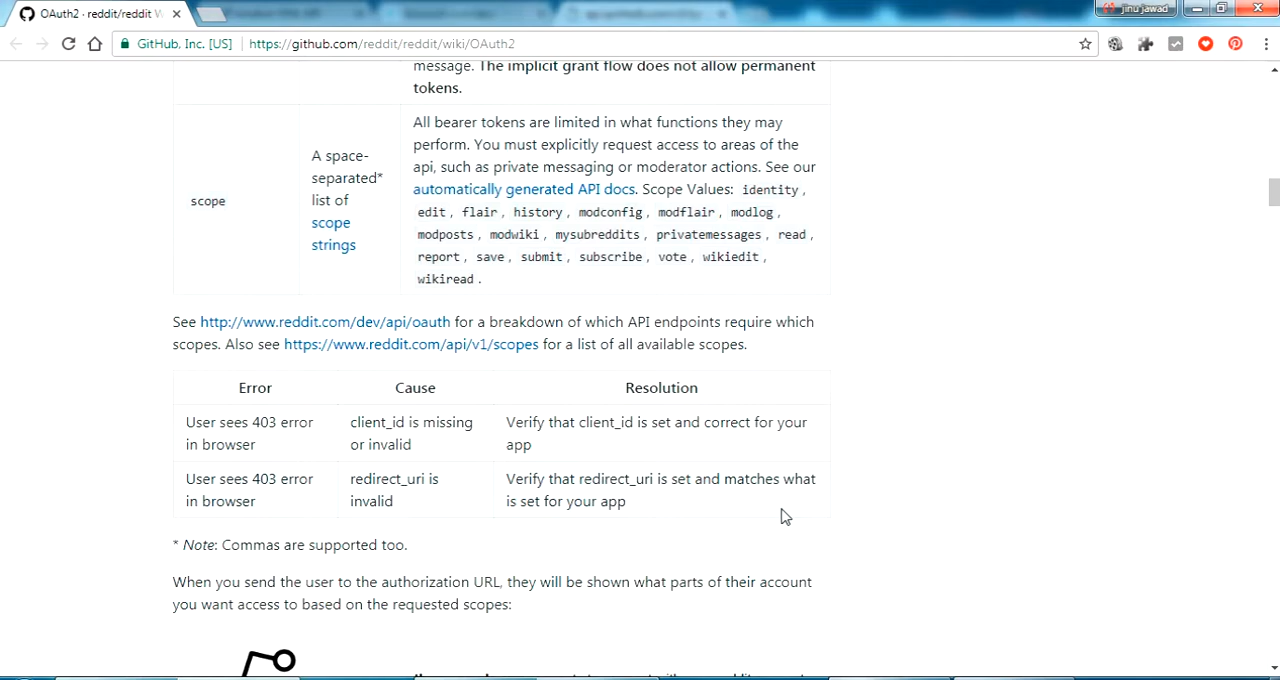 OAuth2 · reddit/reddit W
jinu jawad
GitHub, Inc. [US]
https://github.com/reddit/reddit/wiki/OAuth2
message. The implicit grant flow does not allow permanent
tokens.
scope
A space-
separated*
list of
scope
strings
All bearer tokens are limited in what functions they may
perform. You must explicitly request access to areas of the
api, such as private messaging or moderator actions. See our
automatically generated API docs. Scope Values: identity ,
edit , flair , history , modconfig , modflair , modlog ,
modposts , modwiki , mysubreddits , privatemessages , read ,
report , save , submit , subscribe , vote , wikiedit ,
wikiread .
See http://www.reddit.com/dev/api/oauth for a breakdown of which API endpoints require which
scopes. Also see https://www.reddit.com/api/v1/scopes for a list of all available scopes.
Error Cause Resolution
User sees 403 error
in browser
client_id is missing
or invalid
Verify that client_id is set and correct for your
app
User sees 403 error
in browser
redirect_uri is
invalid
Verify that redirect_uri is set and matches what
is set for your app
* Note: Commas are supported too.
When you send the user to the authorization URL, they will be shown what parts of their account
you want access to based on the requested scopes: